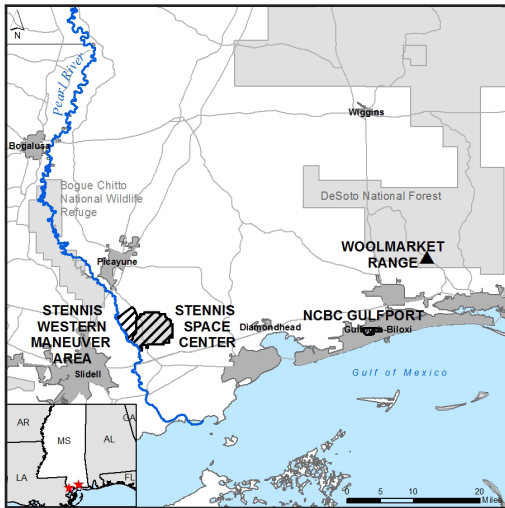 N
Pearl River
Bogalusa
Wiggins
Bogue Chitto
National Wildlife
Refuge
DeSoto National Forest
WOOLMARKET
RANGE
Picayune
STENNIS
WESTERN
MANEUVER
AREA
STENNIS
SPACE
CENTER
NCBC GULFPORT
Diamondhead
Gulfport-Biloxi
Slidell
Gulf of Mexico
AR
MS
AL
GA
LA
FL
0 5 10 20
Miles